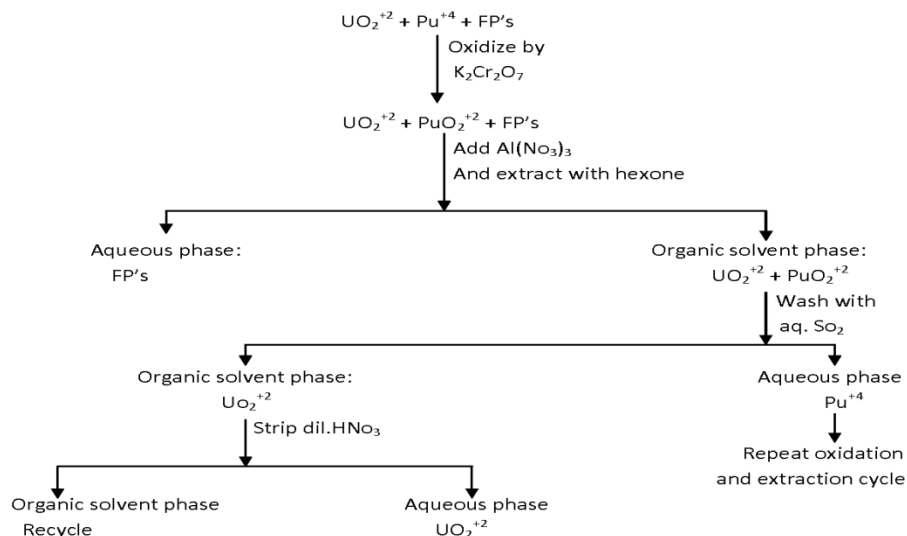 UO₂⁺² + Pu⁺⁴ + FP's
Oxidize by
K₂Cr₂O₇
UO₂⁺² + PuO₂⁺² + FP's
Add Al(No₃)₃
And extract with hexone
Aqueous phase:
FP's
Organic solvent phase:
UO₂⁺² + PuO₂⁺²
Wash with
aq. So₂
Organic solvent phase:
Uo₂⁺²
Aqueous phase
Pu⁺⁴
Strip dil.HNo₃
Repeat oxidation
and extraction cycle
Organic solvent phase
Recycle
Aqueous phase
UO₂⁺²